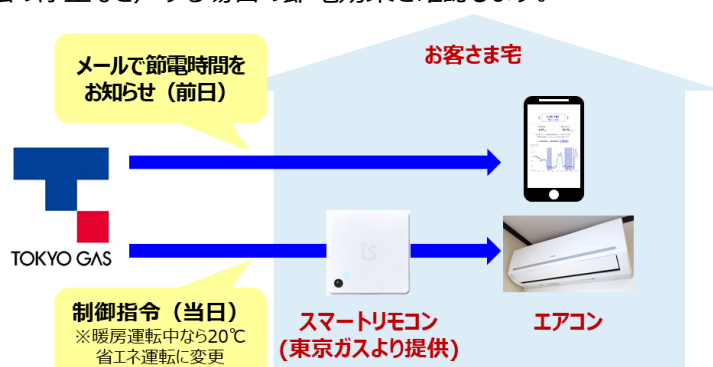 お客さま宅
メールで節電時間を
お知らせ（前日）
TOKYO GAS
is
制御指令（当日）
※暖房運転中なら20℃
省エネ運転に変更
スマートリモコン
(東京ガスより提供)
エアコン